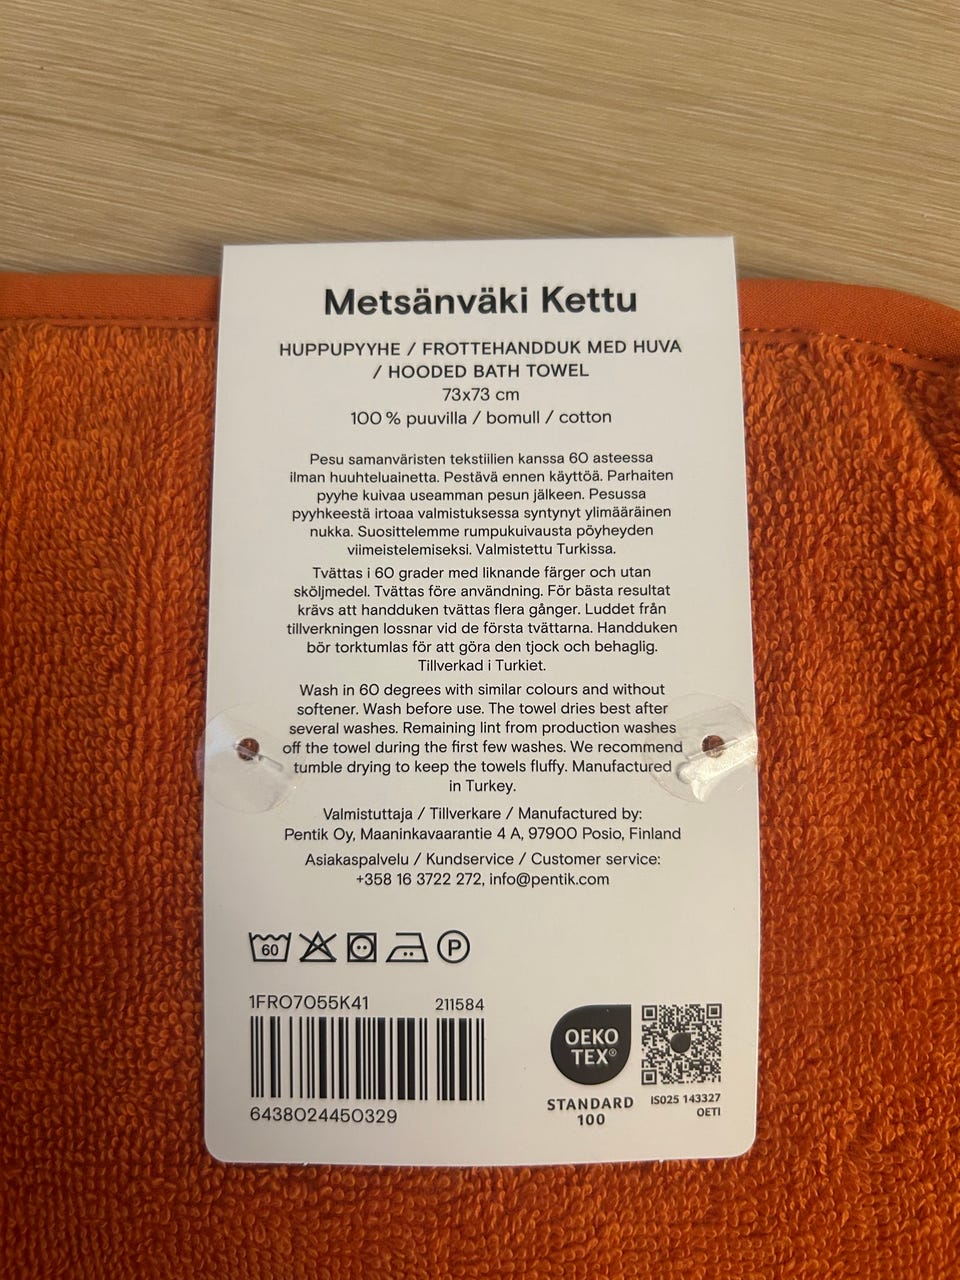 Metsänväki Kettu
HUPPUPYYHE / FROTTEHANDDUK MED HUVA
/ HOODED BATH TOWEL
73x73 cm
100 % puuvilla / bomull / cotton
Pesu samanväristen tekstiilien kanssa 60 asteessa
ilman huuhteluainetta. Pestävä ennen käyttöä. Parhaiten
pyyhe kuivaa useamman pesun jälkeen. Pesussa
pyyhkeestä irtoaa valmistuksessa syntynyt ylimääräinen
nukka. Suosittelemme rumpukuivausta pöyheyden
viimeistelemiseksi. Valmistettu Turkissa.
Tvättas i 60 grader med liknande färger och utan
sköljmedel. Tvättas före användning. För bästa resultat
krävs att handduken tvättas flera gånger. Luddet från
tillverkningen lossnar vid de första tvättarna. Handduken
bör torktumlas för att göra den tjock och behaglig.
Tillverkad i Turkiet.
Wash in 60 degrees with similar colours and without
softener. Wash before use. The towel dries best after
several washes. Remaining lint from production washes
off the towel during the first few washes. We recommend
tumble drying to keep the towels fluffy. Manufactured
in Turkey.
Valmistuttaja / Tillverkare / Manufactured by:
Pentik Oy, Maaninkavaarantie 4 A, 97900 Posio, Finland
Asiakaspalvelu / Kundservice / Customer service:
+358 16 3722 272, info@pentik.com
60 P
1FRO7055K41 211584
6438024450329
OEKO
TEX®
STANDARD
100
IS025 143327
OETI